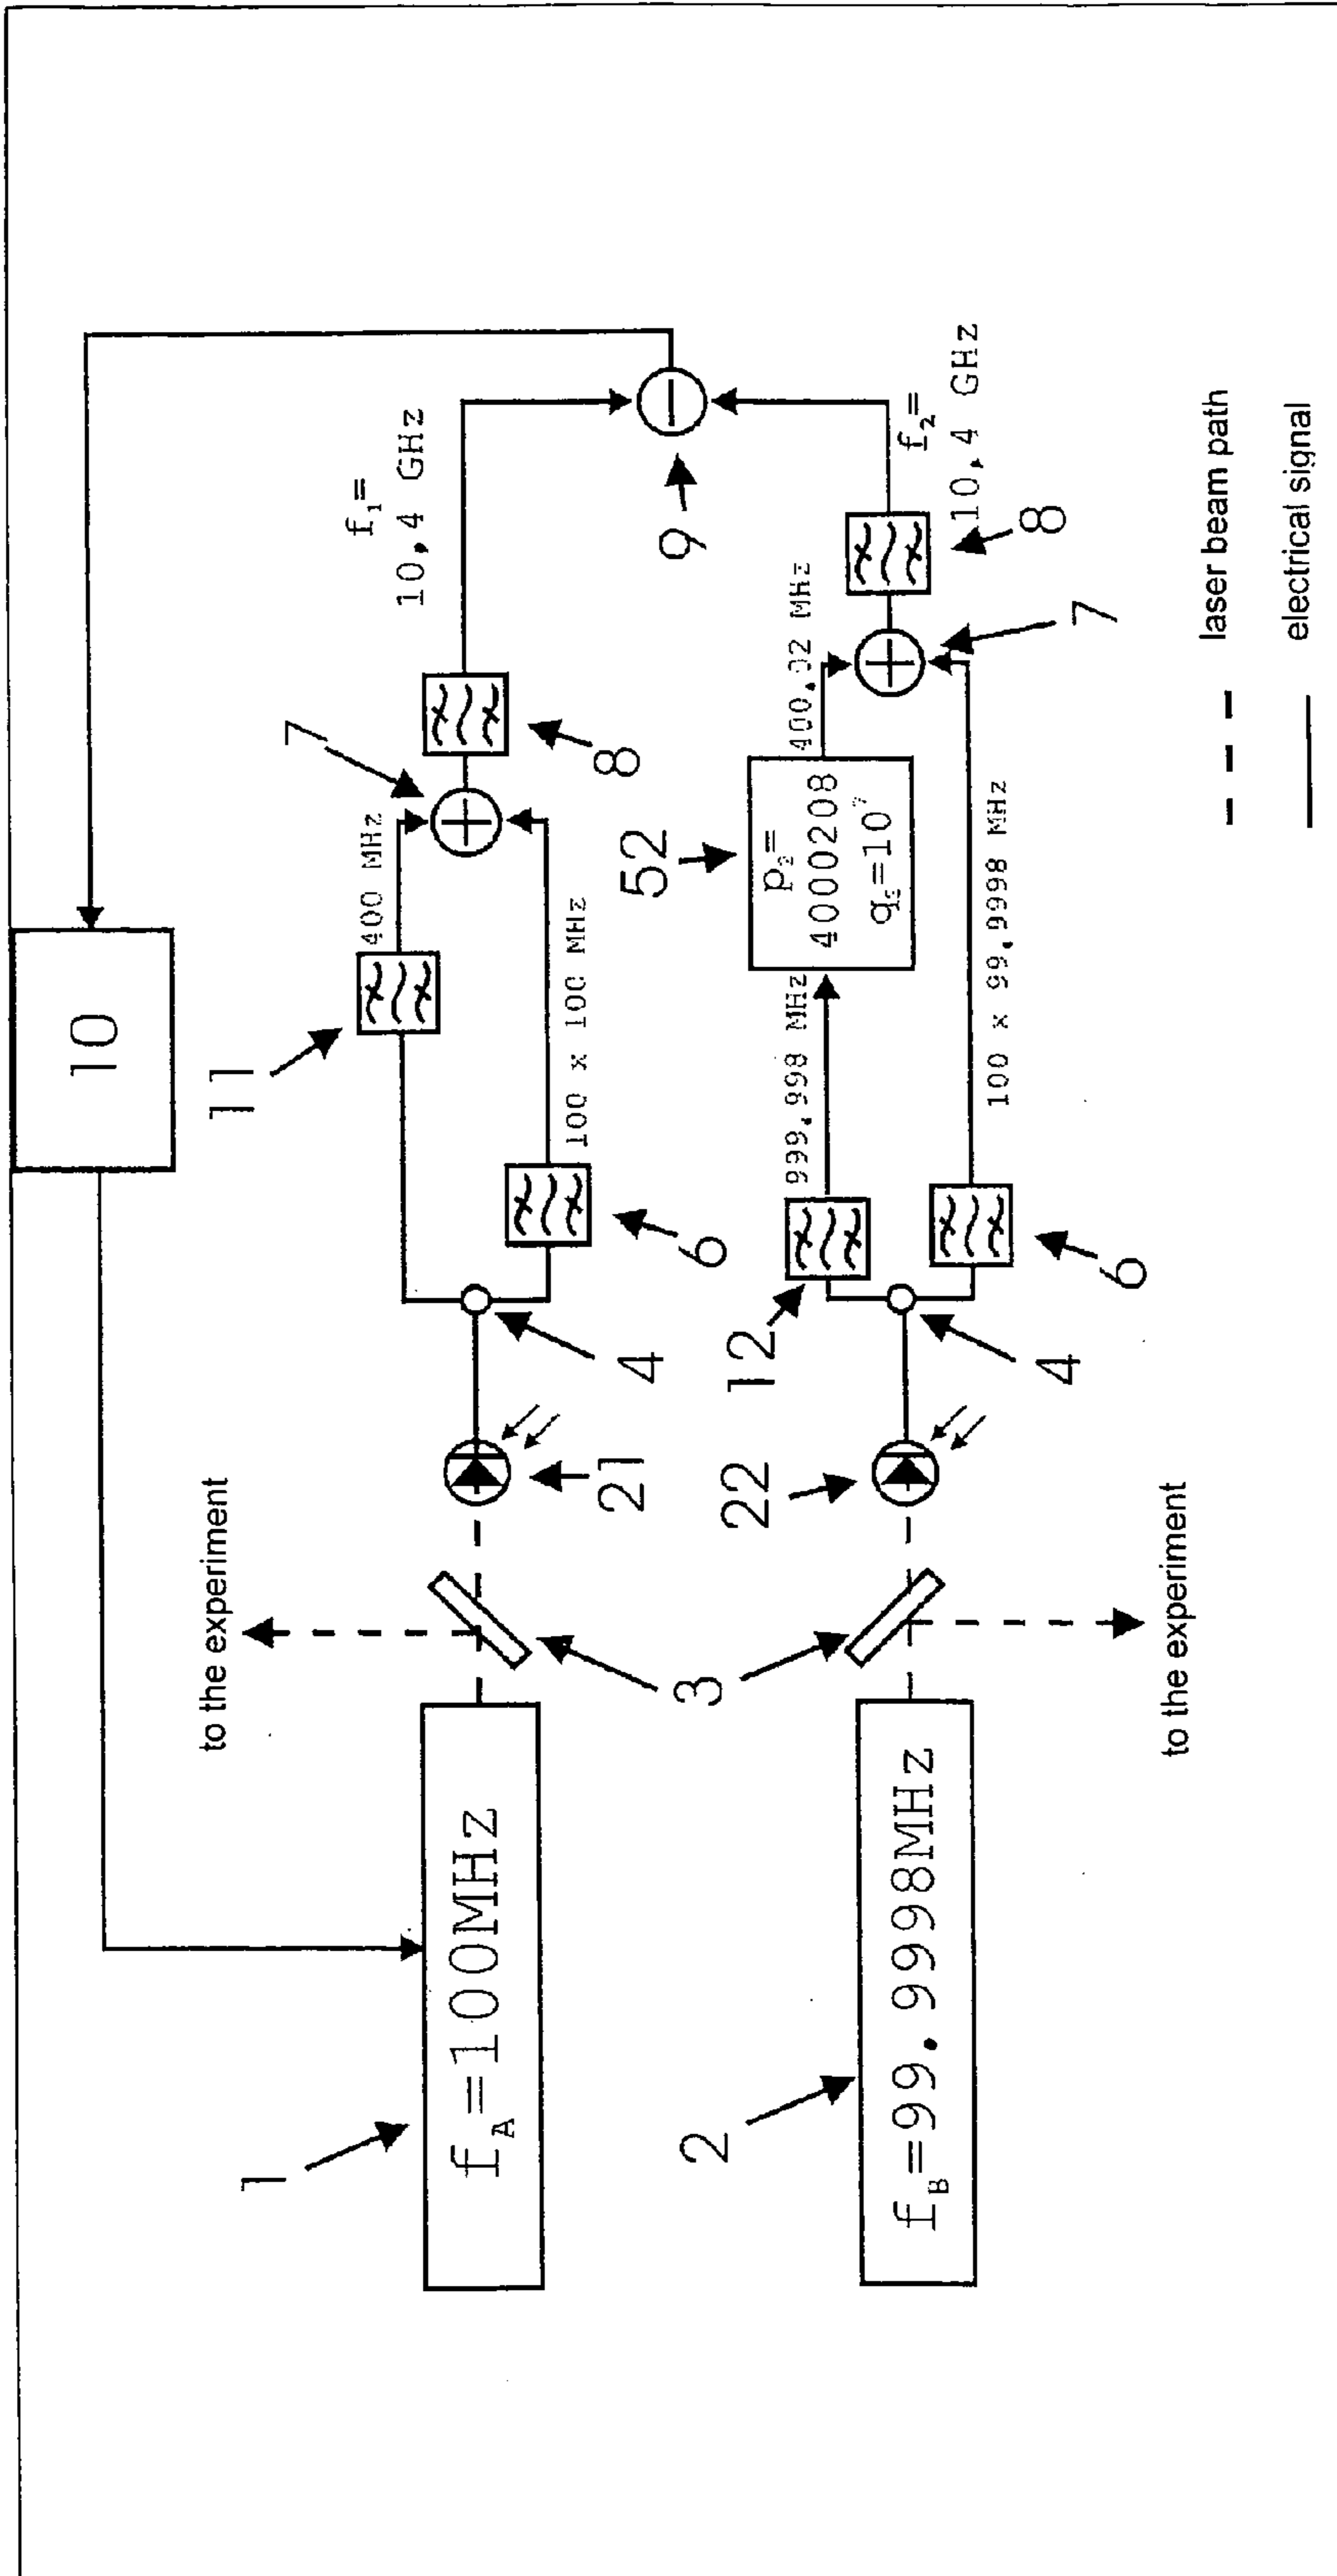 10
1
f_A=100MHz
to the experiment
3
21
4
11
6
400 MHz
100 x 100 MHz
7
8
f₁=
10,4 GHz
9
2
f_B=99.9998MHz
to the experiment
22
4
12
6
999,998 MHz
100 x 99,9998 MHz
52
p₂=
4000208
400,02 MHz
7
8
f₂=
10,4 GHz
laser beam path
electrical signal